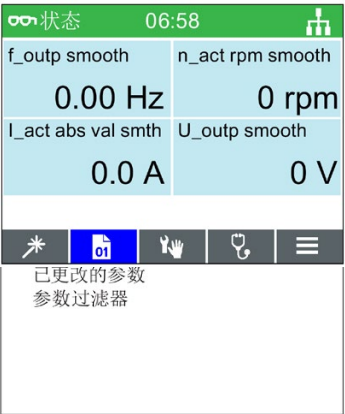 状态 06:58
f_outp smooth n_act rpm smooth
0.00 Hz 0 rpm
I_act abs val smth U_outp smooth
0.0 A 0 V
01
已更改的参数
参数过滤器